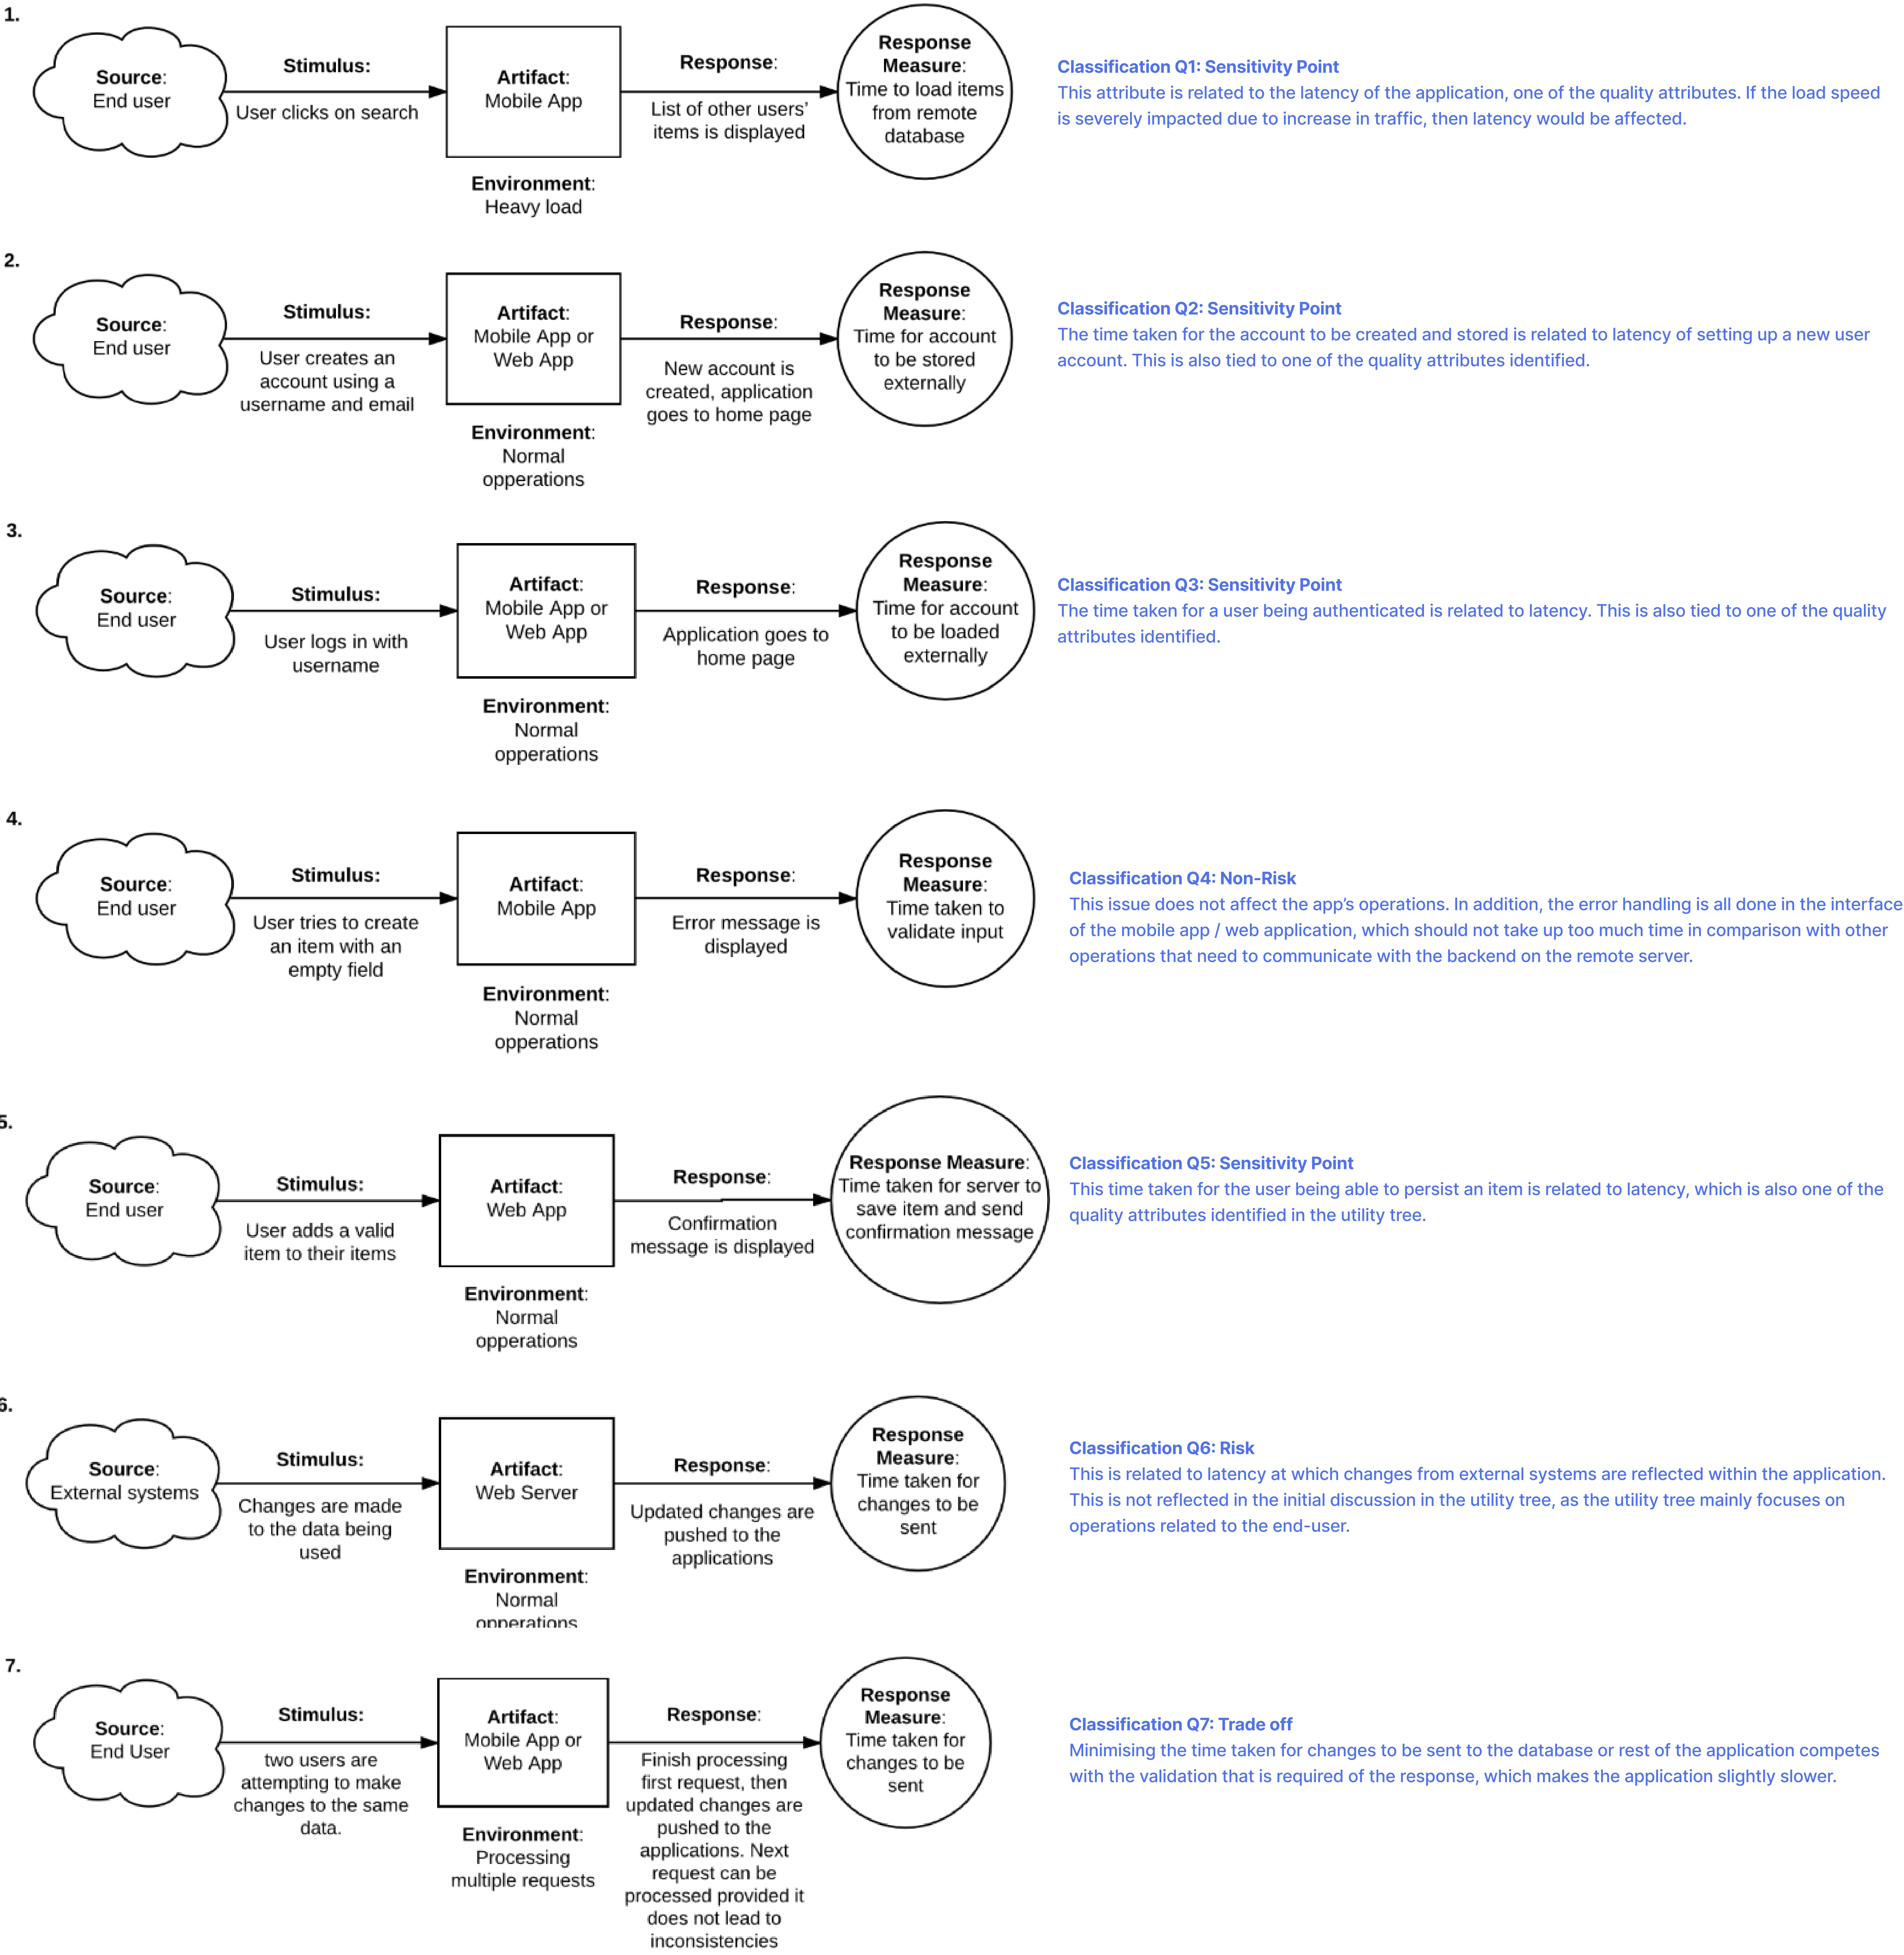 1.
Source:
End user
Stimulus:
User clicks on search
Artifact:
Mobile App
Environment:
Heavy load
Response:
List of other users'
items is displayed
Response
Measure:
Time to load items
from remote
database
Classification Q1: Sensitivity Point
This attribute is related to the latency of the application, one of the quality attributes. If the load speed
is severely impacted due to increase in traffic, then latency would be affected.
2.
Source:
End user
Stimulus:
User creates an
account using a
username and email
Artifact:
Mobile App or
Web App
Environment:
Normal
opperations
Response:
New account is
created, application
goes to home page
Response
Measure:
Time for account
to be stored
externally
Classification Q2: Sensitivity Point
The time taken for the account to be created and stored is related to latency of setting up a new user
account. This is also tied to one of the quality attributes identified.
3.
Source:
End user
Stimulus:
User logs in with
username
Artifact:
Mobile App or
Web App
Environment:
Normal
opperations
Response:
Application goes to
home page
Response
Measure:
Time for account
to be loaded
externally
Classification Q3: Sensitivity Point
The time taken for a user being authenticated is related to latency. This is also tied to one of the quality
attributes identified.
4.
Source:
End user
Stimulus:
User tries to create
an item with an
empty field
Artifact:
Mobile App
Environment:
Normal
opperations
Response:
Error message is
displayed
Response
Measure:
Time taken to
validate input
Classification Q4: Non-Risk
This issue does not affect the app's operations. In addition, the error handling is all done in the interface
of the mobile app / web application, which should not take up too much time in comparison with other
operations that need to communicate with the backend on the remote server.
5.
Source:
End user
Stimulus:
User adds a valid
item to their items
Artifact:
Web App
Environment:
Normal
opperations
Response:
Confirmation
message is displayed
Response Measure:
Time taken for server to
save item and send
confirmation message
Classification Q5: Sensitivity Point
This time taken for the user being able to persist an item is related to latency, which is also one of the
quality attributes identified in the utility tree.
6.
Source:
External systems
Stimulus:
Changes are made
to the data being
used
Artifact:
Web Server
Environment:
Normal
opperations
Response:
Updated changes are
pushed to the
applications
Response
Measure:
Time taken for
changes to be
sent
Classification Q6: Risk
This is related to latency at which changes from external systems are reflected within the application.
This is not reflected in the initial discussion in the utility tree, as the utility tree mainly focuses on
operations related to the end-user.
7.
Source:
End User
Stimulus:
two users are
attempting to make
changes to the same
data.
Artifact:
Mobile App or
Web App
Environment:
Processing
multiple requests
Response:
Finish processing
first request, then
updated changes are
pushed to the
applications. Next
request can be
processed provided it
does not lead to
inconsistencies
Response
Measure:
Time taken for
changes to be
sent
Classification Q7: Trade off
Minimising the time taken for changes to be sent to the database or rest of the application competes
with the validation that is required of the response, which makes the application slightly slower.